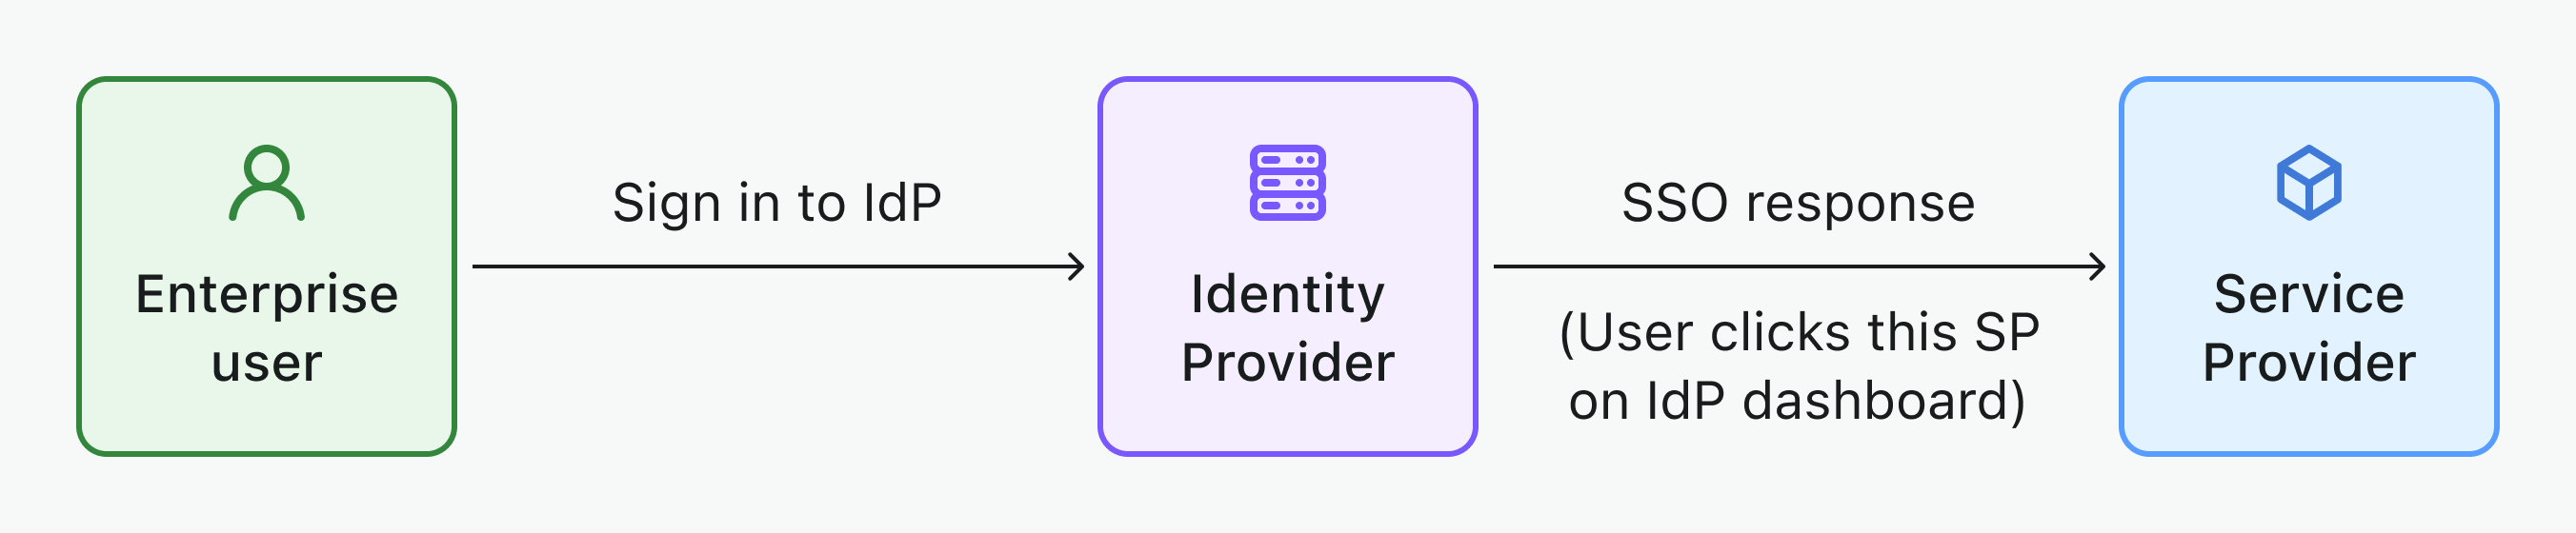 Enterprise
user
Sign in to IdP
Identity
Provider
SSO response
(User clicks this SP
on IdP dashboard)
Service
Provider